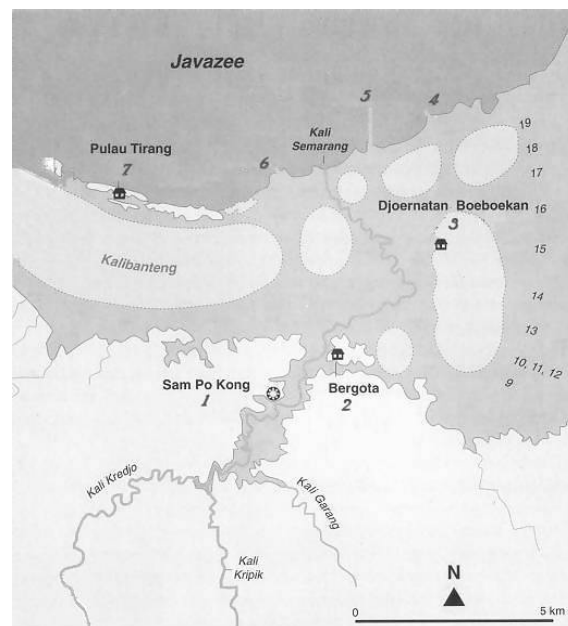 Javazee
5
4
Kali
Semarang
19
18
17
Pulau Tirang
7
6
Djoernatan Boeboekan
3
16
15
Kalibanteng
14
13
10, 11, 12
9
Sam Po Kong
1
Bergota
2
Kali Kredjo
Kali Garang
Kali
Kripik
N
0
5 km